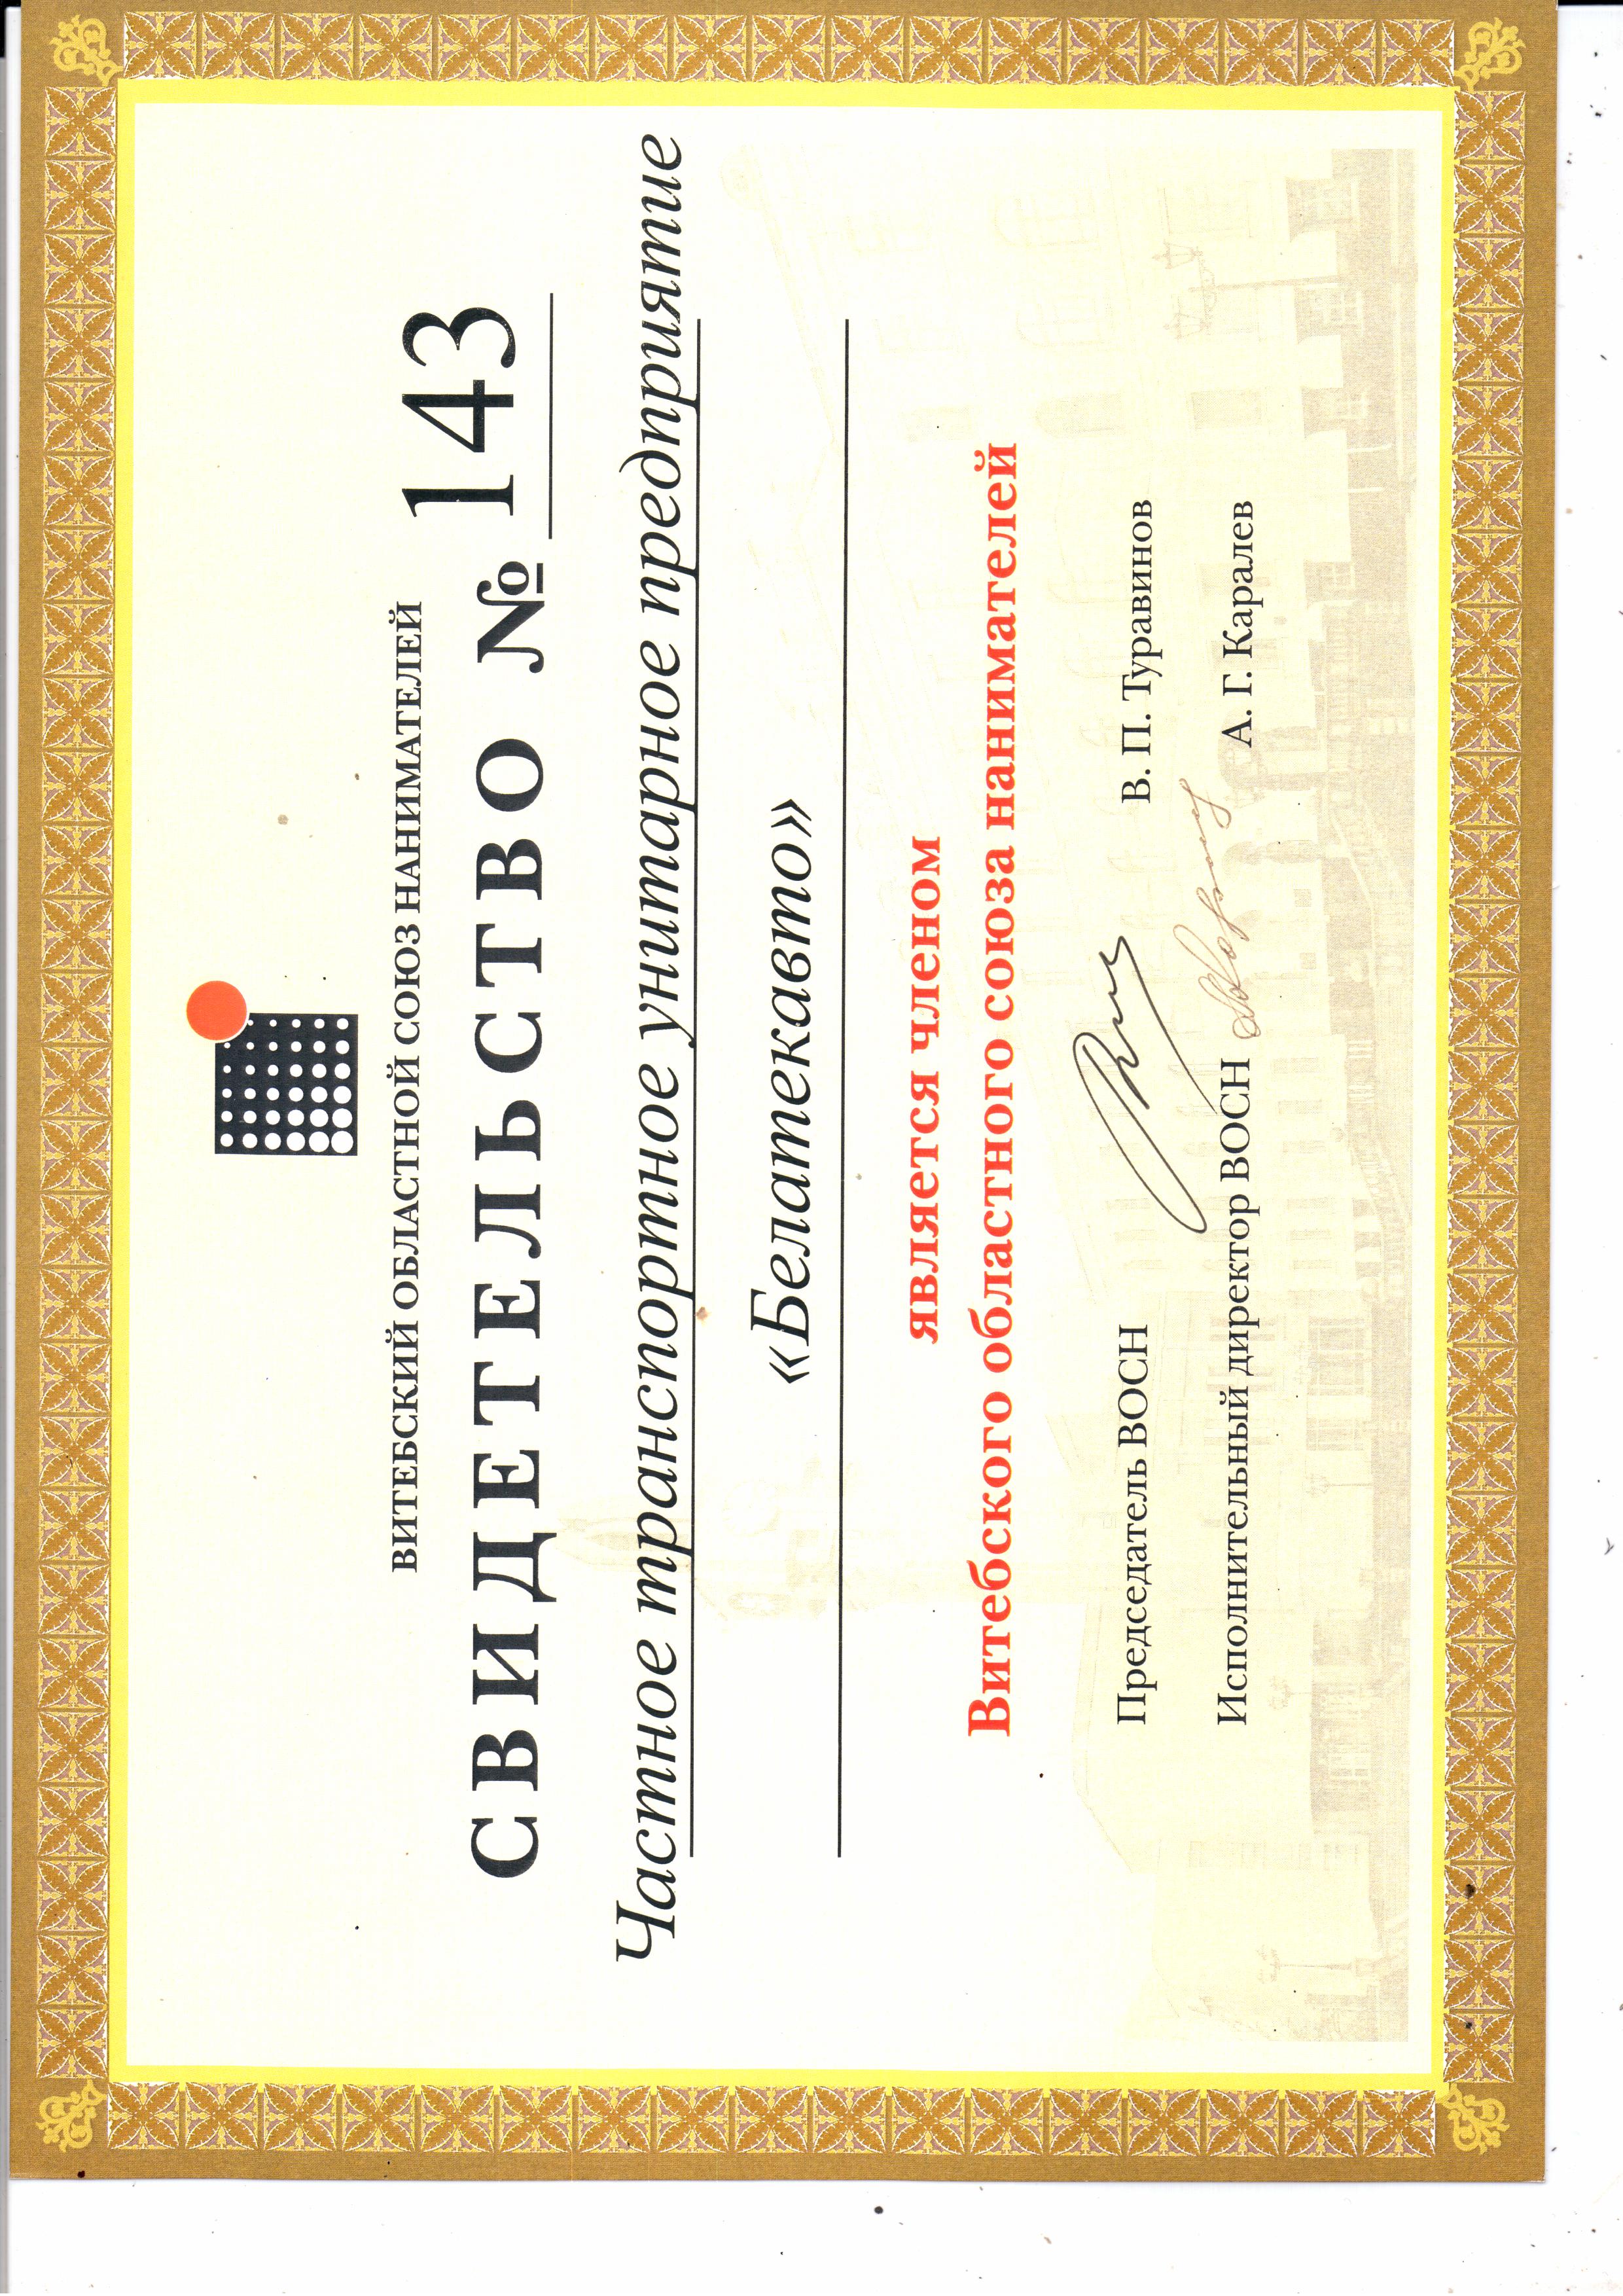 ВИТЕБСКИЙ ОБЛАСТНОЙ СОЮЗ НАНИМАТЕЛЕЙ
СВИДЕТЕЛЬСТВО № 143
Частное транспортное унитарное предприятие
«Белатекавто»
является членом
Витебского областного союза нанимателей
Председатель ВОСН В. П. Туравинов
Исполнительный директор ВОСН А. Г. Каралев